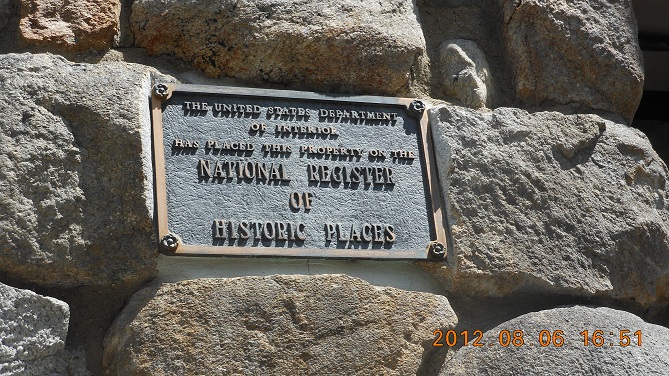 THE UNITED STATES DEPARTMENT
OF INTERIOR
HAS PLACED THIS PROPERTY ON THE
NATIONAL REGISTER
OF
HISTORIC PLACES
2012 08 06 16:51